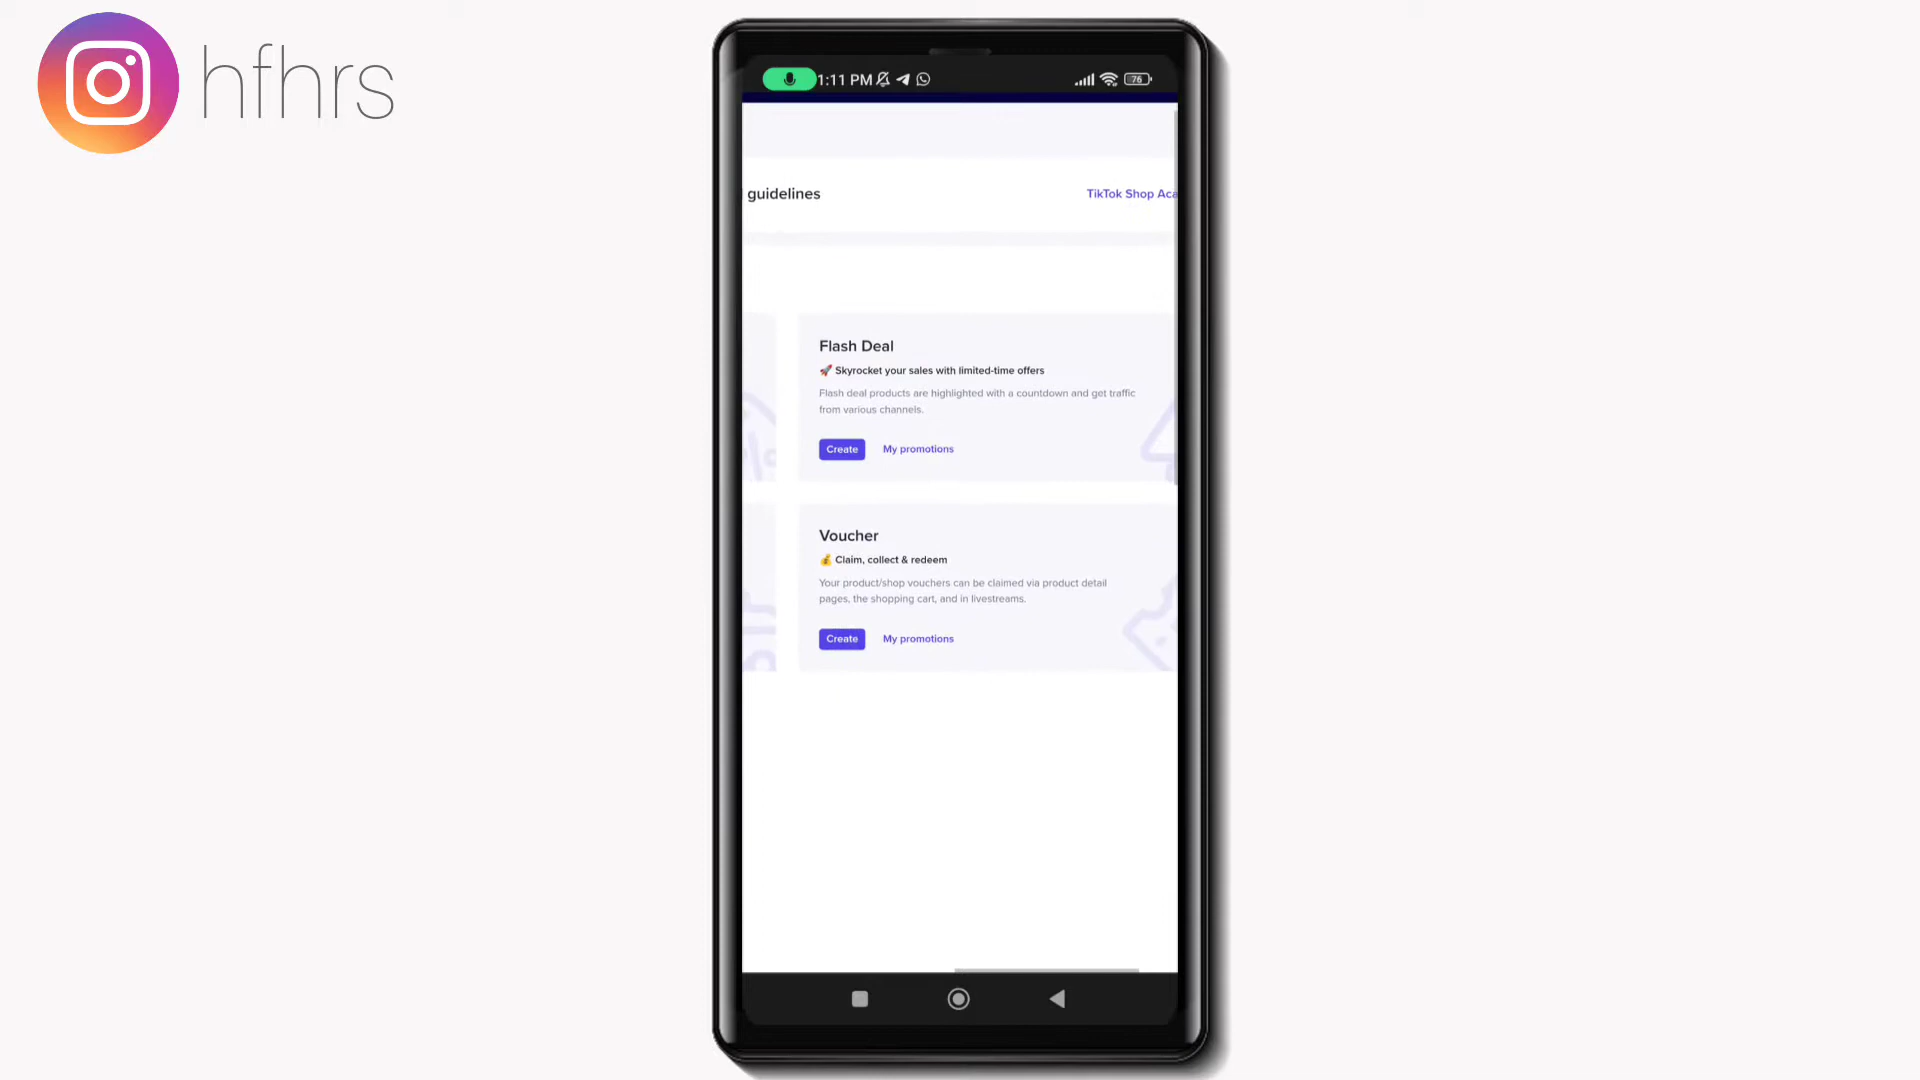 hfhrs
1:11 PM
76
guidelines
TikTok Shop Aca
Flash Deal
🚀 Skyrocket your sales with limited-time offers
Flash deal products are highlighted with a countdown and get traffic
from various channels.
Create My promotions
Voucher
💰 Claim, collect & redeem
Your product/shop vouchers can be claimed via product detail
pages, the shopping cart, and in livestreams.
Create My promotions